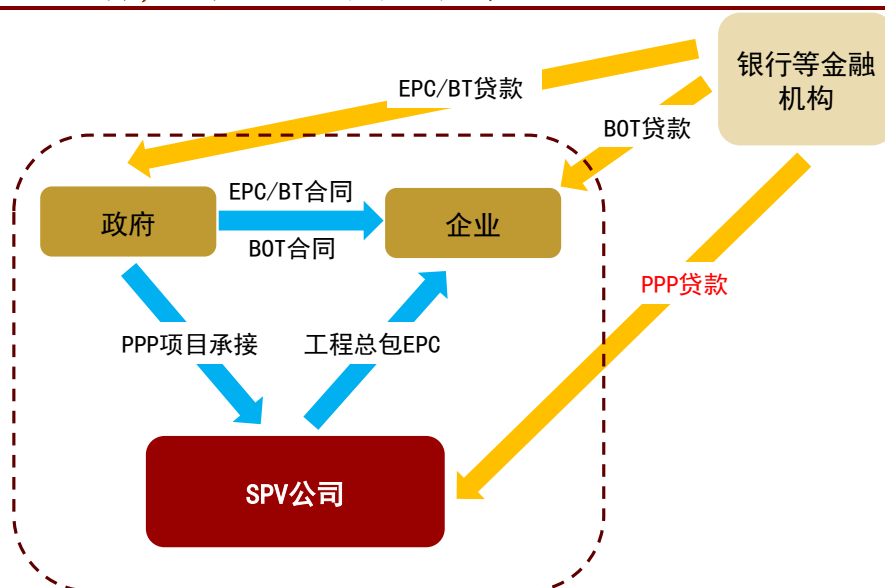 银行等金融
机构
EPC/BT贷款
BOT贷款
EPC/BT合同
政府
企业
BOT合同
PPP贷款
PPP项目承接
工程总包EPC
SPV公司